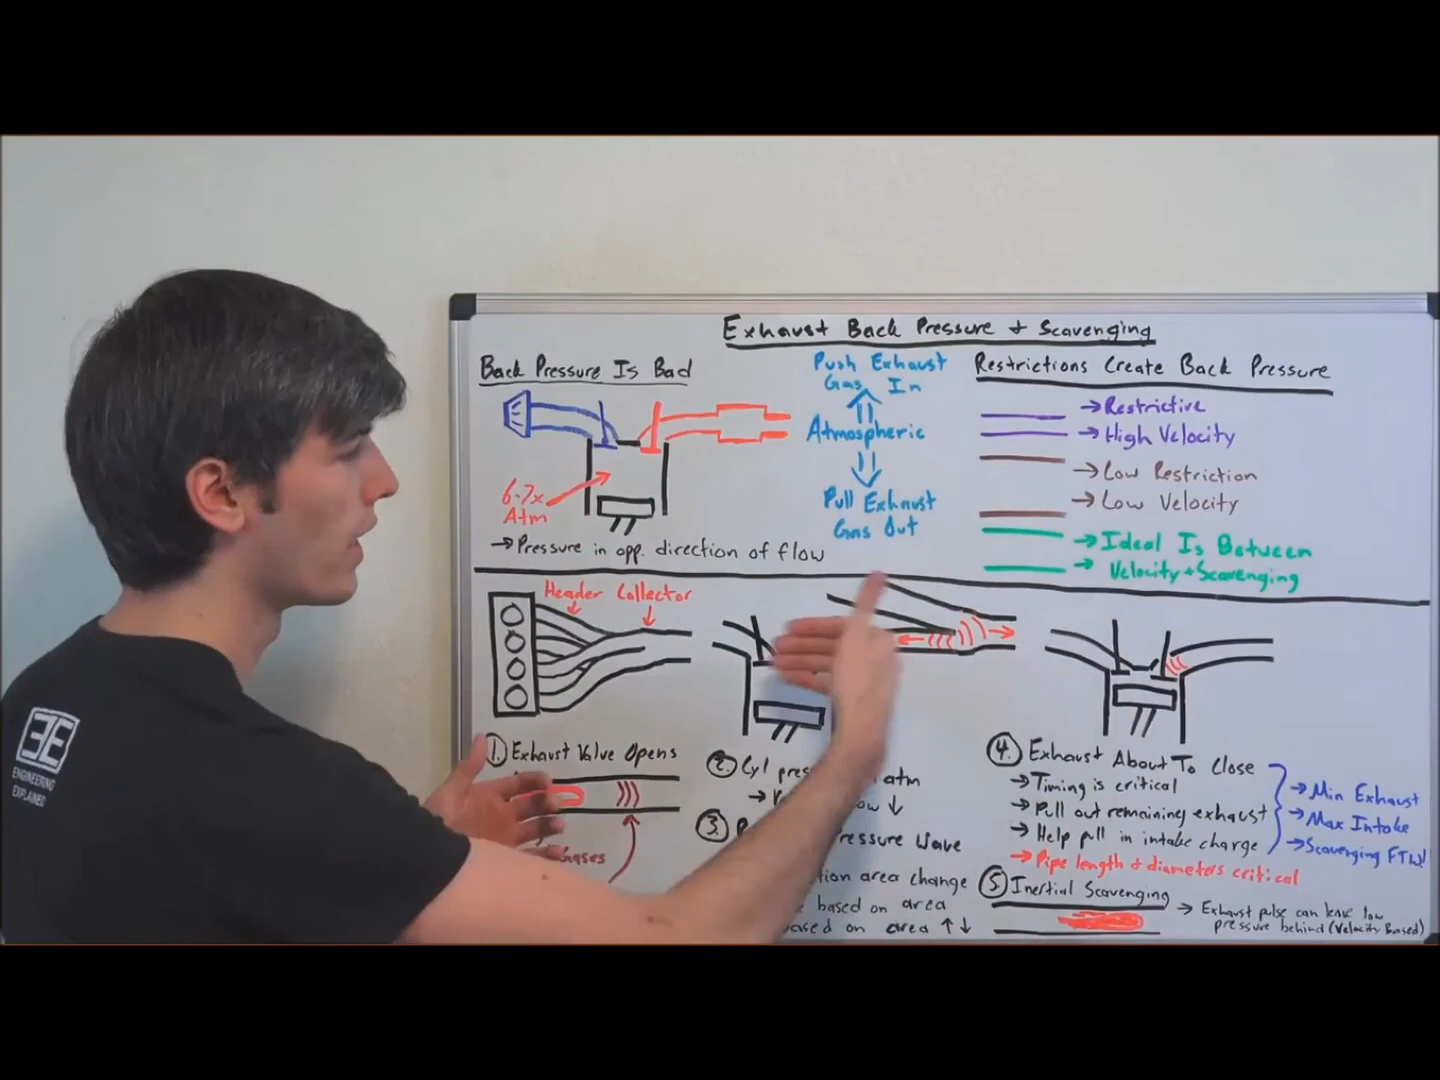 Exhaust Back Pressure + Scavenging
Back Pressure Is Bad
6-7x
Atm
→ Pressure in opp. direction of flow
Push Exhaust
Gas In
Atmospheric
Pull Exhaust
Gas Out
Restrictions Create Back Pressure
→ Restrictive
→ High Velocity
→ Low Restriction
→ Low Velocity
→ Ideal Is Between
→ Velocity + Scavenging
Header Collector
1. Exhaust Valve Opens
Gases
2. Cyl atm
→
3. Pressure Wave
area change
based on area
based on area ↑↓
4. Exhaust About To Close
→ Timing is critical
→ Pull out remaining exhaust
→ Help pull in intake charge
→ Pipe length & diameters critical
→ Min Exhaust
→ Max Intake
→ Scavenging FTW!
5. Inertial Scavenging
→ Exhaust pulse can leave low
pressure behind (Velocity Based)
EE
ENGINEERING
EXPLAINED